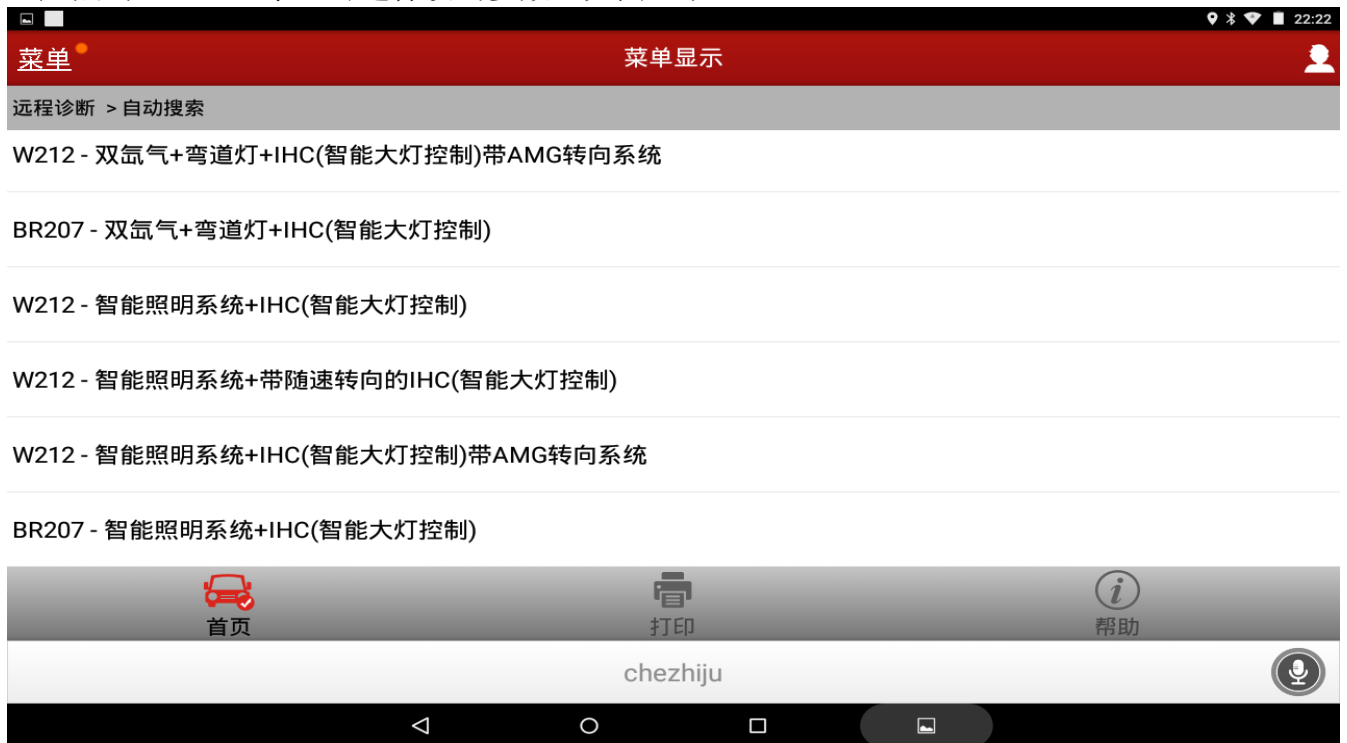 22:22
菜单
菜单显示
远程诊断 >自动搜索
W212 - 双氙气+弯道灯+IHC(智能大灯控制)带AMG转向系统
BR207 - 双氙气+弯道灯+IHC(智能大灯控制)
W212 - 智能照明系统+IHC(智能大灯控制)
W212 - 智能照明系统+带随速转向的IHC(智能大灯控制)
W212 - 智能照明系统+IHC(智能大灯控制)带AMG转向系统
BR207 - 智能照明系统+IHC(智能大灯控制)
首页
打印
帮助
chezhiju